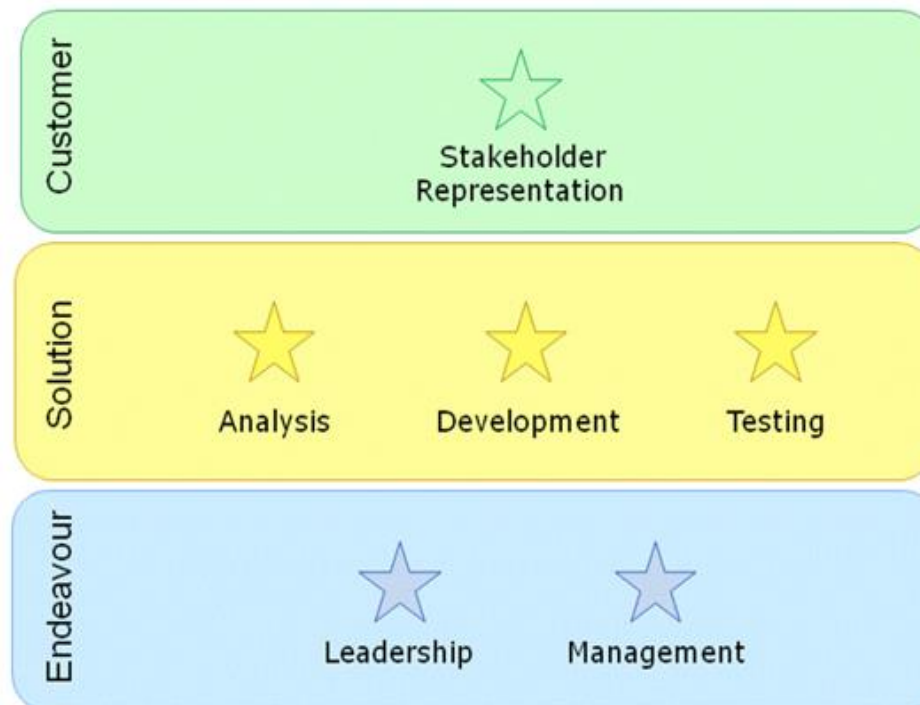 Customer
Stakeholder
Representation
Solution
Analysis
Development
Testing
Endeavour
Leadership
Management